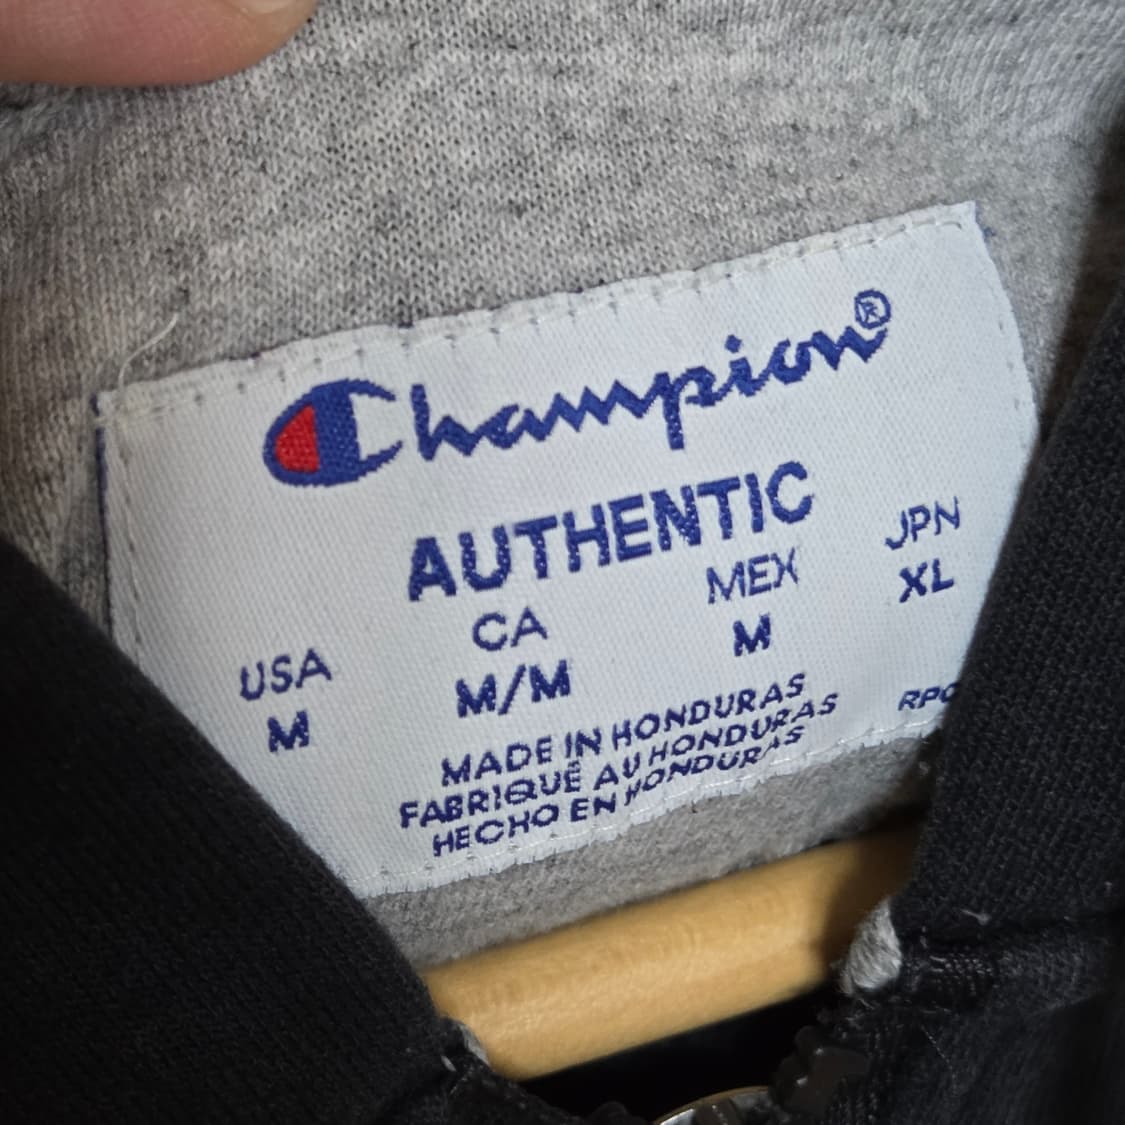 Champion®
AUTHENTIC
USA CA MEX JPN
M M/M M XL
MADE IN HONDURAS
FABRIQUÉ AU HONDURAS
HECHO EN HONDURAS